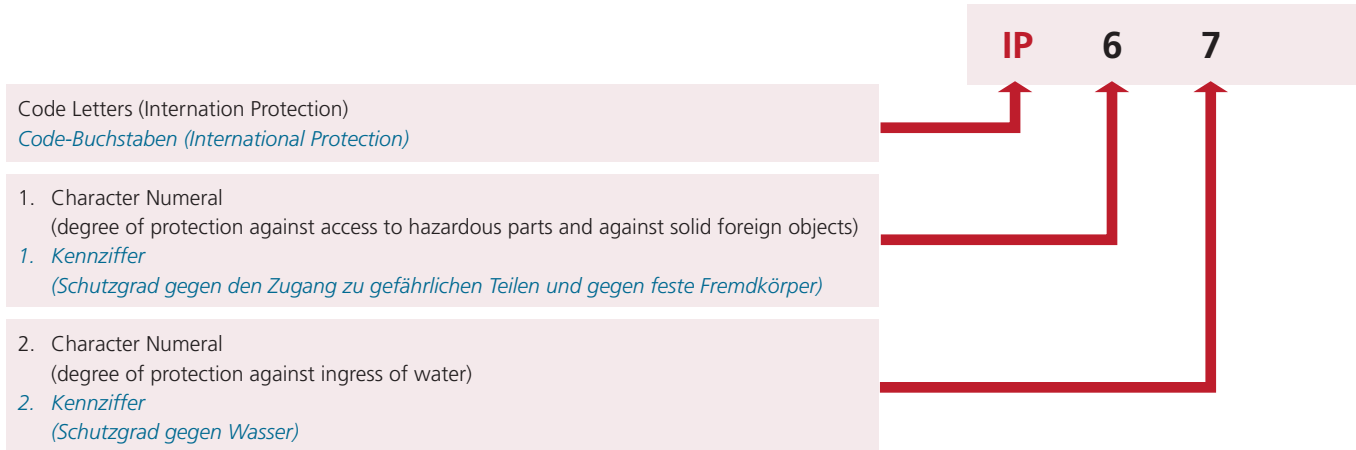 IP 6 7
Code Letters (Internation Protection)
Code-Buchstaben (International Protection)
1. Character Numeral
(degree of protection against access to hazardous parts and against solid foreign objects)
1. Kennziffer
(Schutzgrad gegen den Zugang zu gefährlichen Teilen und gegen feste Fremdkörper)
2. Character Numeral
(degree of protection against ingress of water)
2. Kennziffer
(Schutzgrad gegen Wasser)